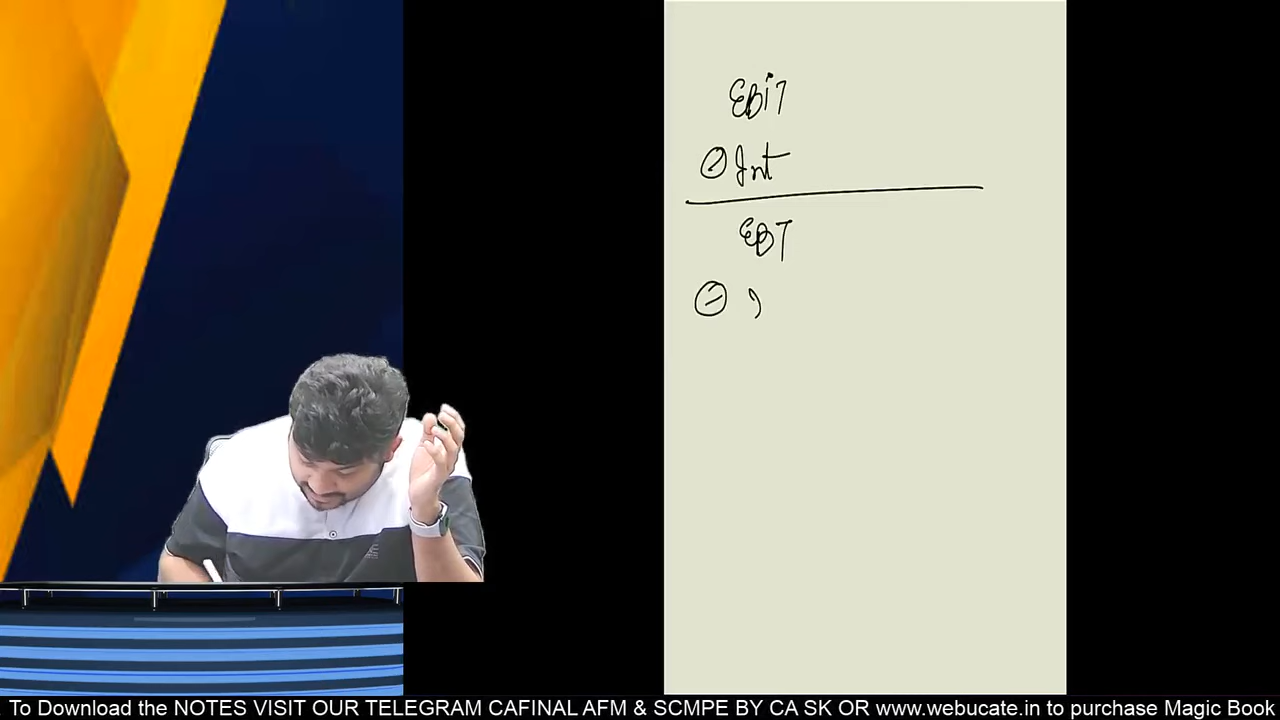 EBIT
⊖ Int
EBT
⊖
To Download the NOTES VISIT OUR TELEGRAM CAFINAL AFM & SCMPE BY CA SK OR www.webucate.in to purchase Magic Book